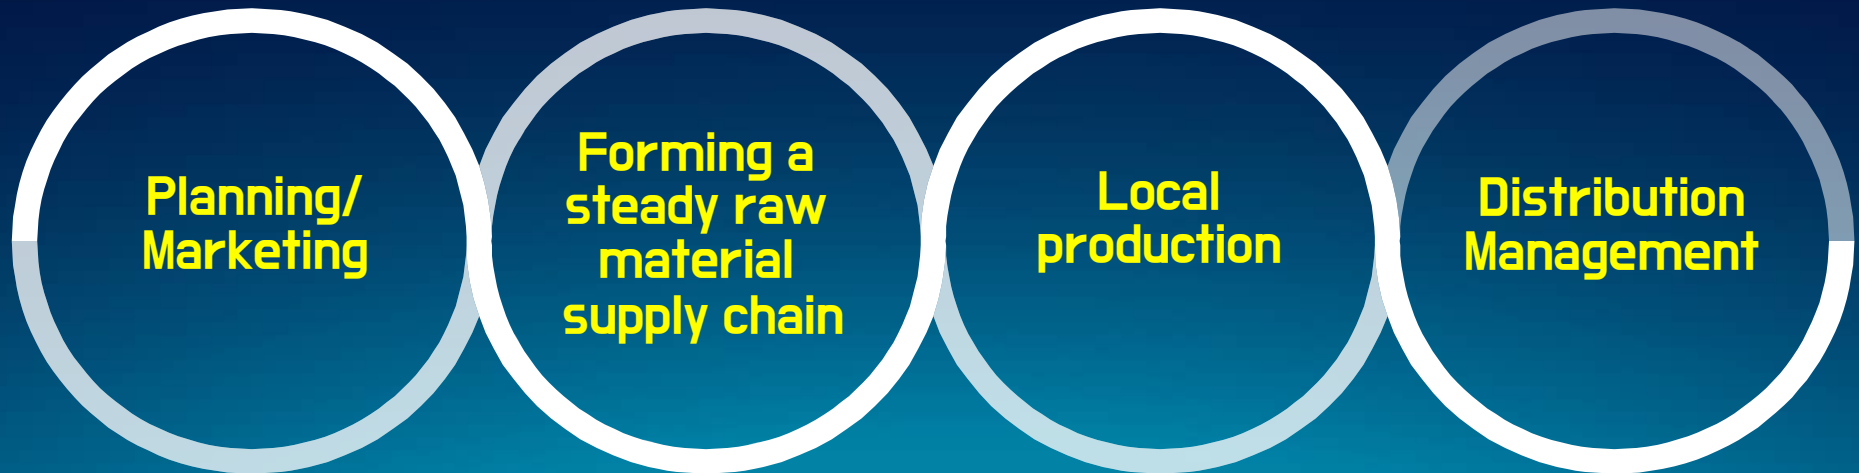 Planning/
Marketing
Forming a
steady raw
material
supply chain
Local
production
Distribution
Management